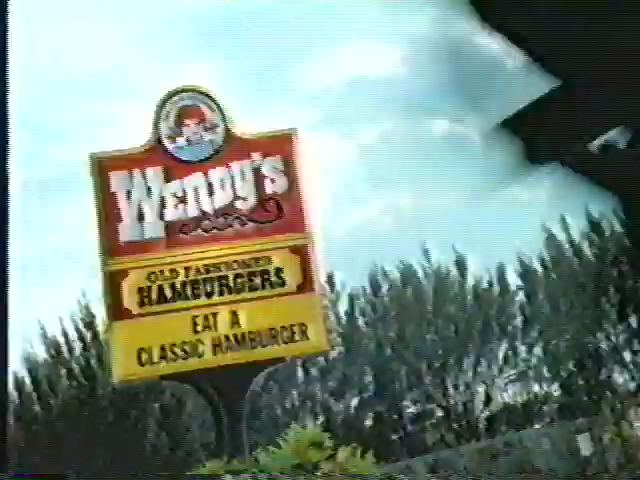 Wendy's
OLD FASHIONED
HAMBURGERS
EAT A
CLASSIC HAMBURGER